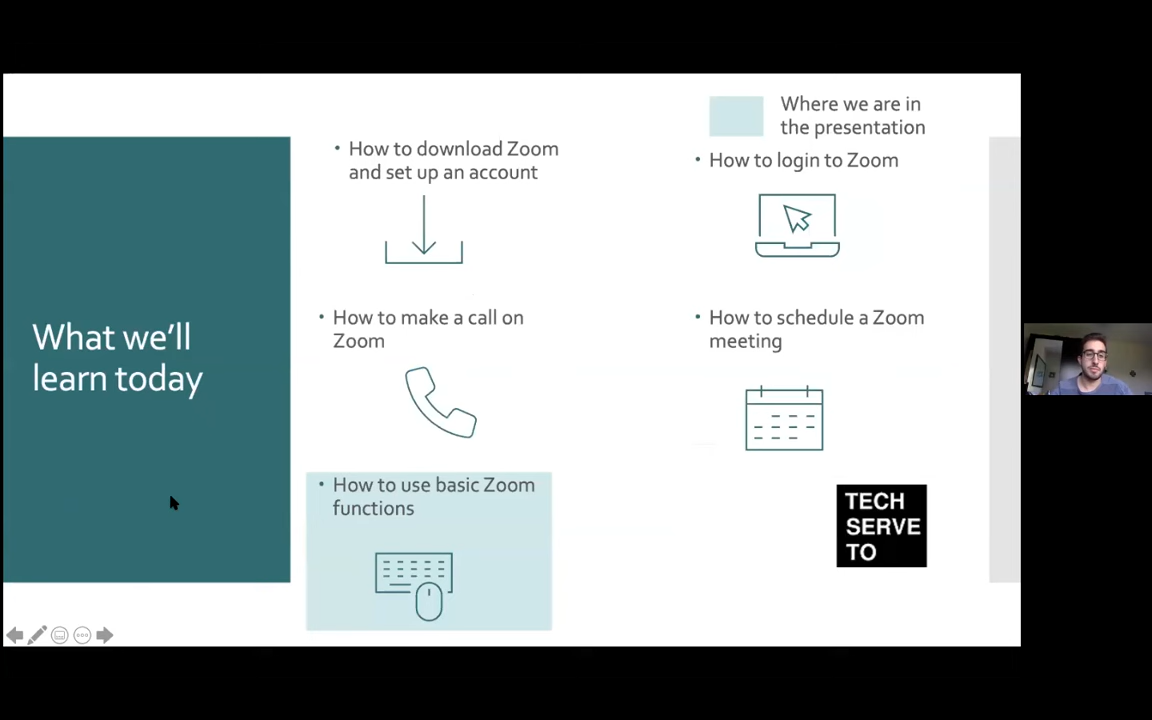 What we'll
learn today
• How to download Zoom
and set up an account
Where we are in
the presentation
• How to login to Zoom
• How to make a call on
Zoom
• How to schedule a Zoom
meeting
• How to use basic Zoom
functions
TECH
SERVE
TO